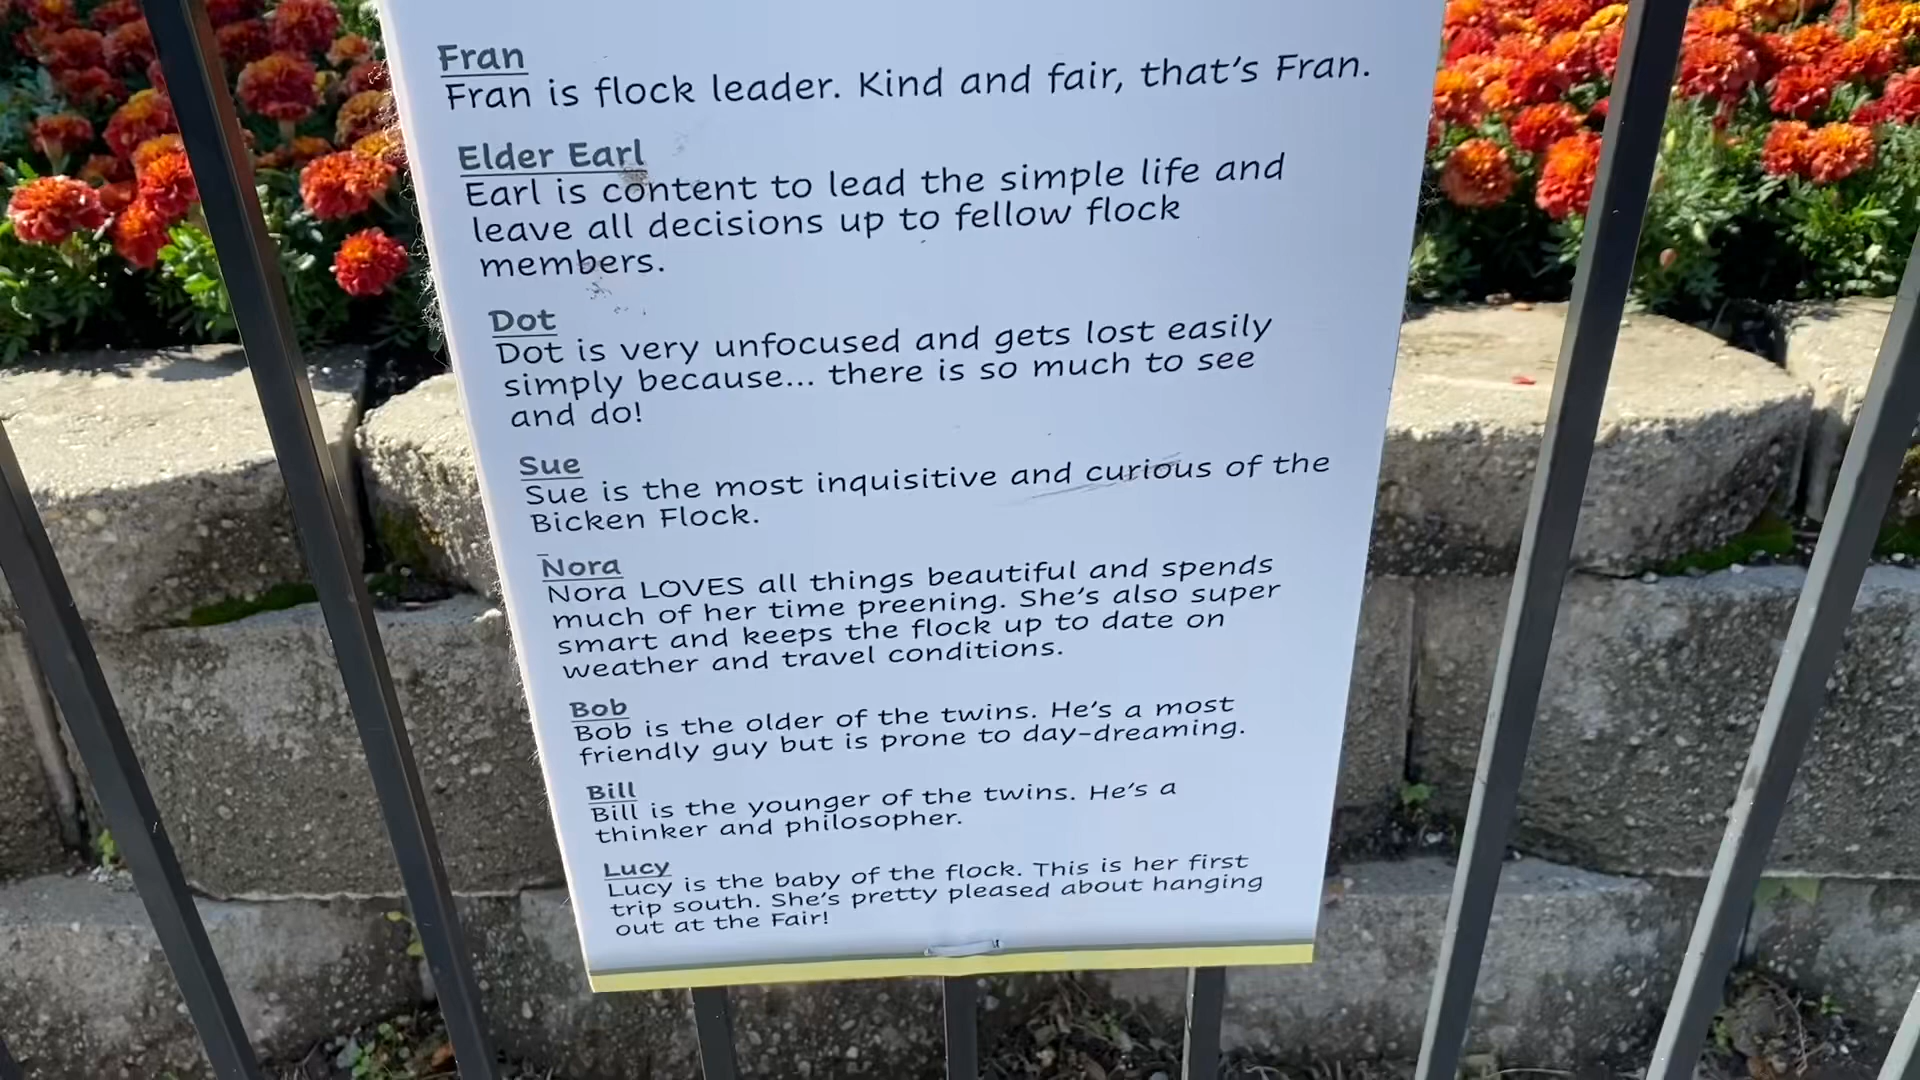 Fran
Fran is flock leader. Kind and fair, that's Fran.
Elder Earl
Earl is content to lead the simple life and
leave all decisions up to fellow flock
members.
Dot
Dot is very unfocused and gets lost easily
simply because... there is so much to see
and do!
Sue
Sue is the most inquisitive and curious of the
Bicken Flock.
Nora
Nora LOVES all things beautiful and spends
much of her time preening. She's also super
smart and keeps the flock up to date on
weather and travel conditions.
Bob
Bob is the older of the twins. He's a most
friendly guy but is prone to day-dreaming.
Bill
Bill is the younger of the twins. He's a
thinker and philosopher.
Lucy
Lucy is the baby of the flock. This is her first
trip south. She's pretty pleased about hanging
out at the Fair!